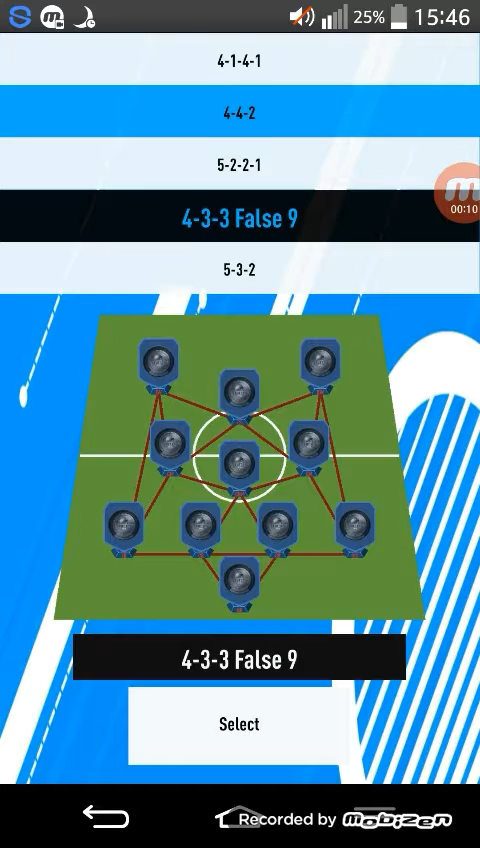 25% 15:46
4-1-4-1
4-4-2
5-2-2-1
4-3-3 False 9
00:10
5-3-2
4-3-3 False 9
Select
Recorded by mobizen